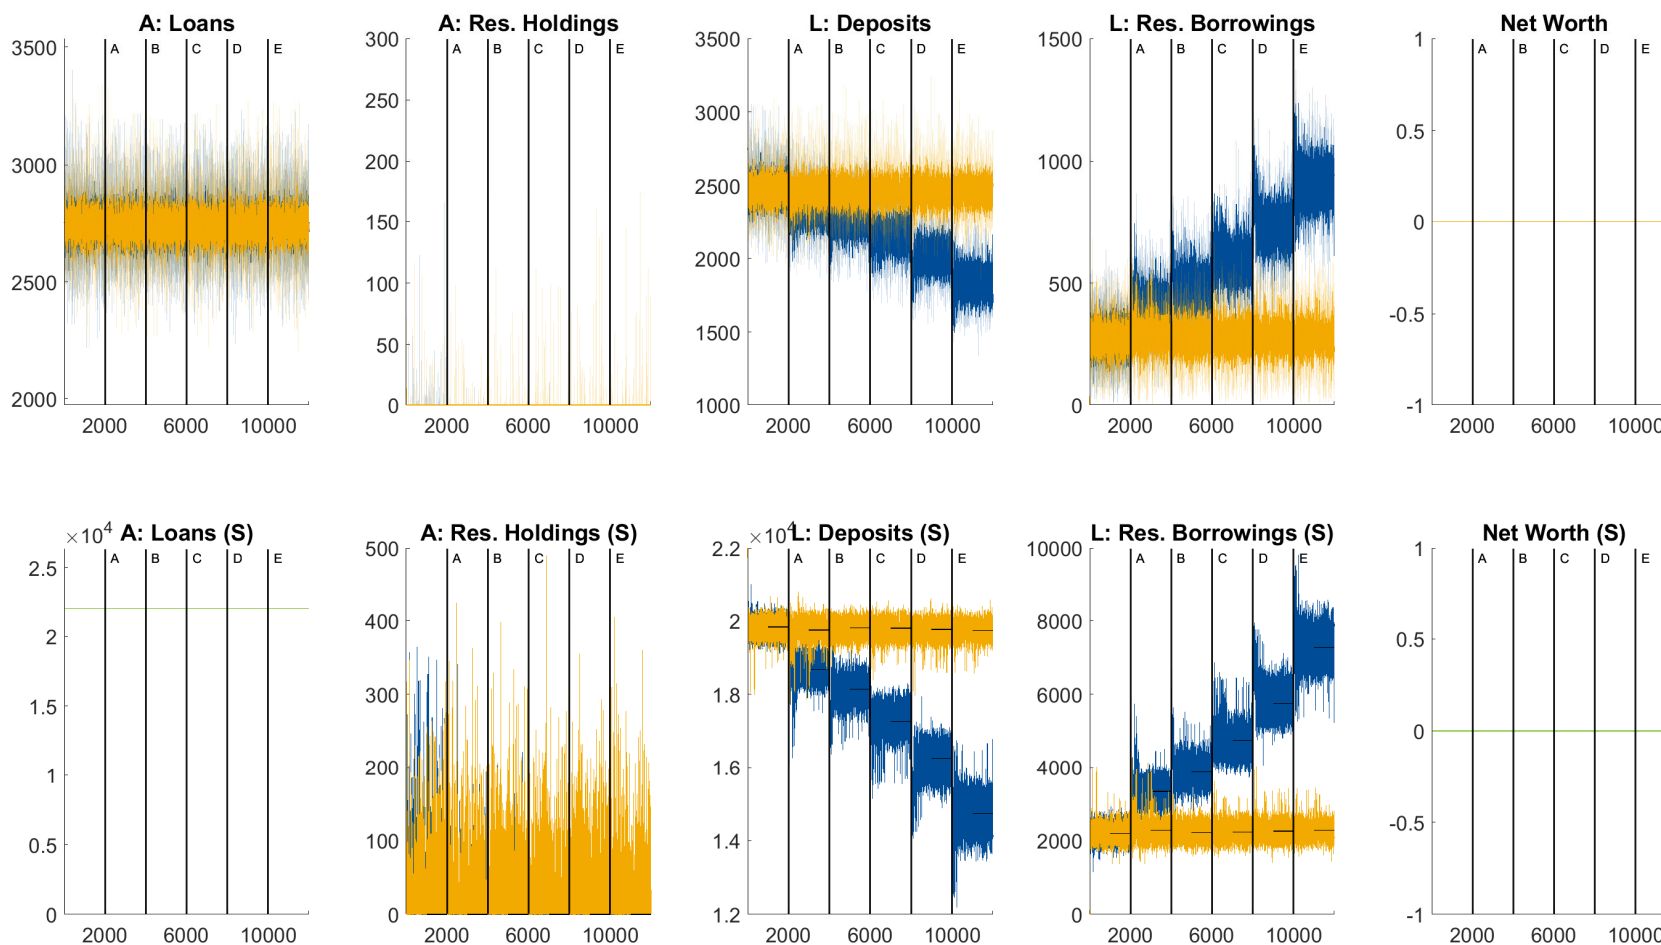 A: Loans
3500
3000
2500
2000
A B C D E
2000 6000 10000
A: Res. Holdings
300
250
200
150
100
50
0
A B C D E
2000 6000 10000
L: Deposits
3500
3000
2500
2000
1500
1000
A B C D E
2000 6000 10000
L: Res. Borrowings
1500
1000
500
0
A B C D E
2000 6000 10000
Net Worth
1
0.5
0
-0.5
-1
A B C D E
2000 6000 10000
A: Loans (S)
×10⁴
2.5
2
1.5
1
0.5
0
A B C D E
2000 6000 10000
A: Res. Holdings (S)
500
400
300
200
100
0
A B C D E
2000 6000 10000
L: Deposits (S)
×10⁴
2.2
2
1.8
1.6
1.4
1.2
A B C D E
2000 6000 10000
L: Res. Borrowings (S)
10000
8000
6000
4000
2000
0
A B C D E
2000 6000 10000
Net Worth (S)
1
0.5
0
-0.5
-1
A B C D E
2000 6000 10000